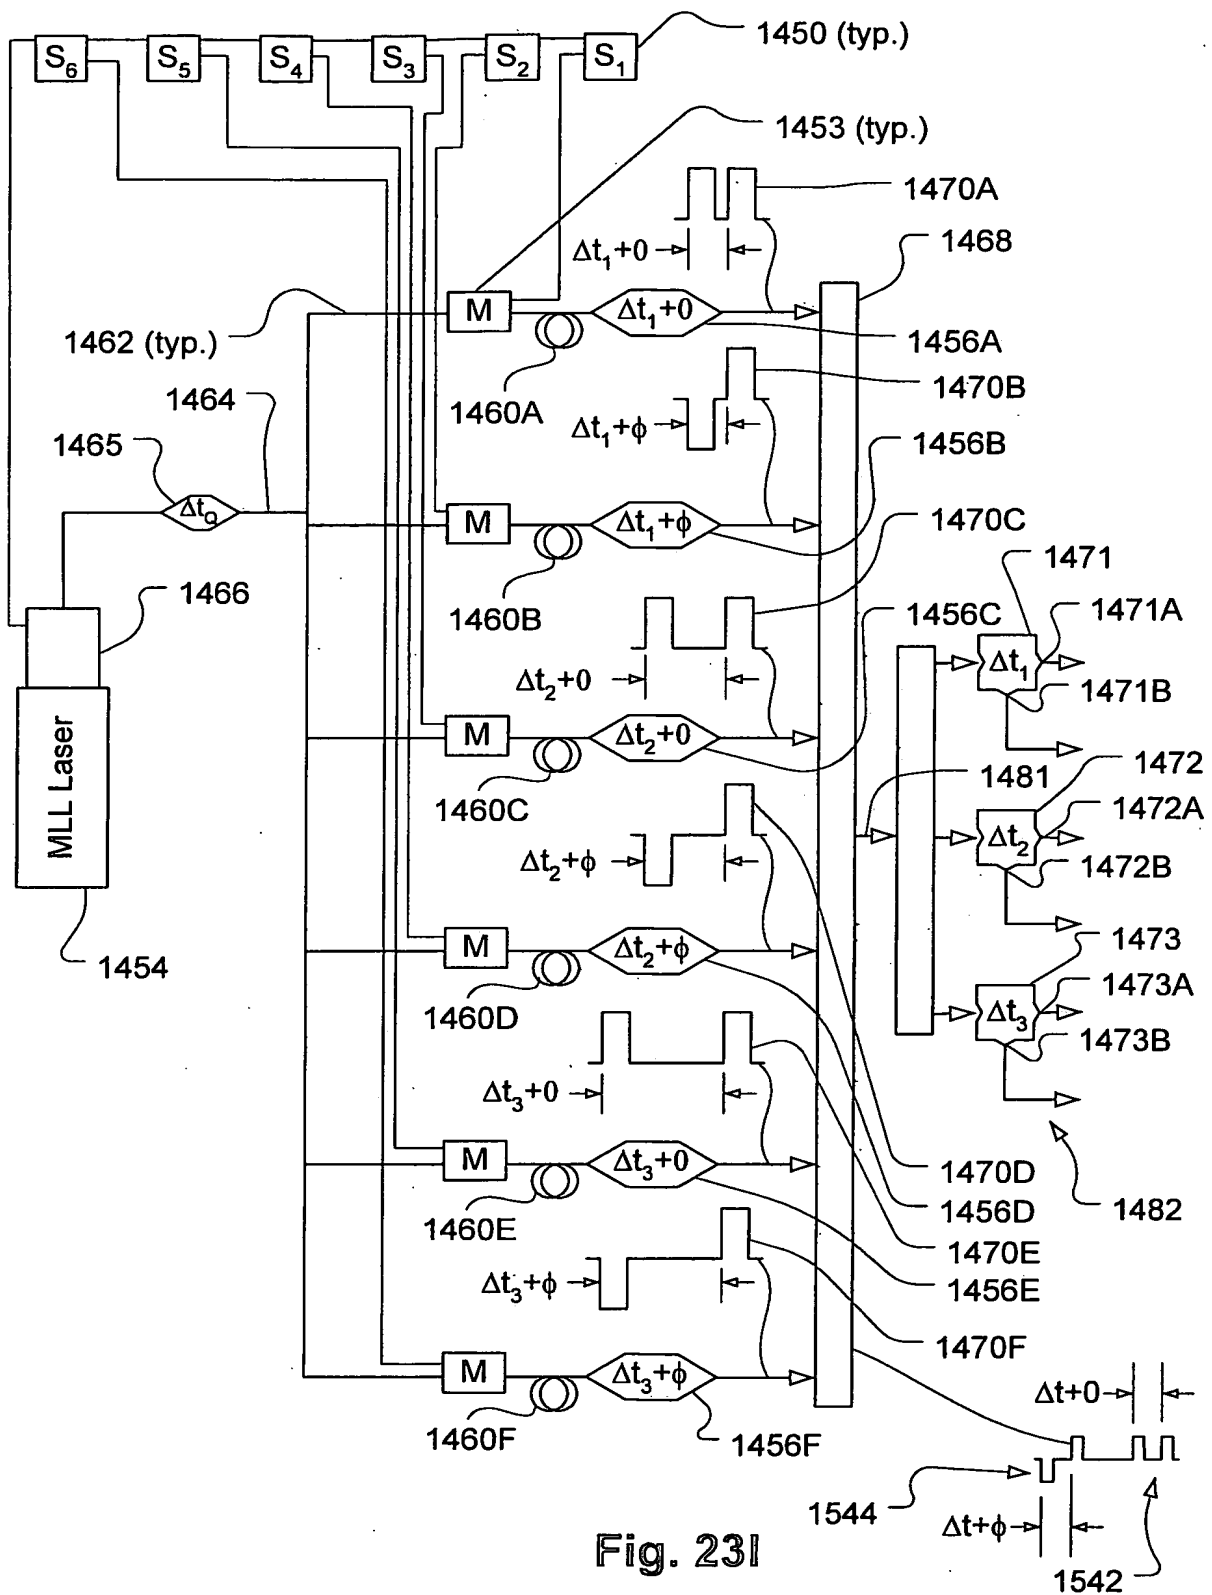 S6 S5 S4 S3 S2 S1
1450 (typ.)
1453 (typ.)
1470A
Δt1+0
1468
M
Δt1+0
1462 (typ.)
1456A
1460A
1470B
1464
Δt1+ϕ
1465
1456B
ΔtQ
M
Δt1+ϕ
1470C
1471
1466
1460B
1456C
1471A
Δt1
Δt2+0
1471B
M
Δt2+0
MLL Laser
1481
1472
1460C
1472A
Δt2
Δt2+ϕ
1472B
M
Δt2+ϕ
1473
1454
1473A
1460D
Δt3
1473B
Δt3+0
M
Δt3+0
1470D
1456D
1482
1460E
1470E
Δt3+ϕ
1456E
1470F
M
Δt3+ϕ
Δt+0
1460F
1456F
1544
Δt+ϕ
Fig. 23I
1542